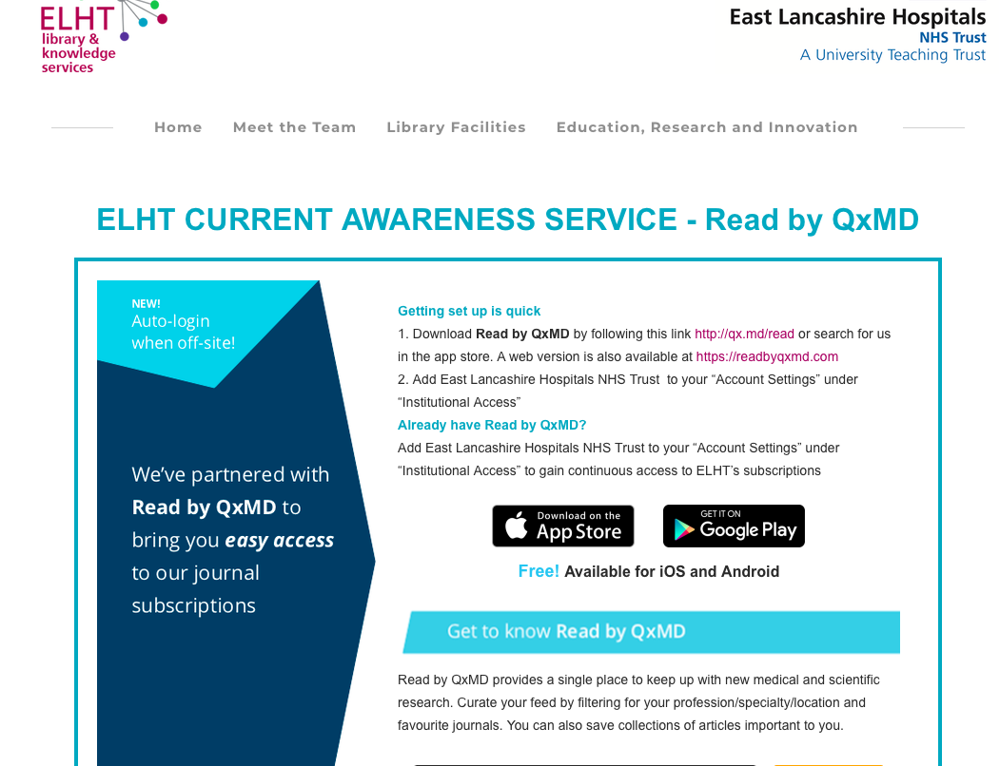 ELHT
library &
knowledge
services
East Lancashire Hospitals
NHS Trust
A University Teaching Trust
Home
Meet the Team
Library Facilities
Education, Research and Innovation
ELHT CURRENT AWARENESS SERVICE - Read by QxMD
NEW!
Auto-login
when off-site!
We’ve partnered with
Read by QxMD to
bring you easy access
to our journal
subscriptions
Getting set up is quick
1. Download Read by QxMD by following this link http://qx.md/read or search for us
in the app store. A web version is also available at https://readbyqxmd.com
2. Add East Lancashire Hospitals NHS Trust  to your “Account Settings” under
“Institutional Access”
Already have Read by QxMD?
Add East Lancashire Hospitals NHS Trust to your “Account Settings” under
“Institutional Access” to gain continuous access to ELHT’s subscriptions
Download on the
App Store
GET IT ON
Google Play
Free! Available for iOS and Android
Get to know Read by QxMD
Read by QxMD provides a single place to keep up with new medical and scientific
research. Curate your feed by filtering for your profession/specialty/location and
favourite journals. You can also save collections of articles important to you.